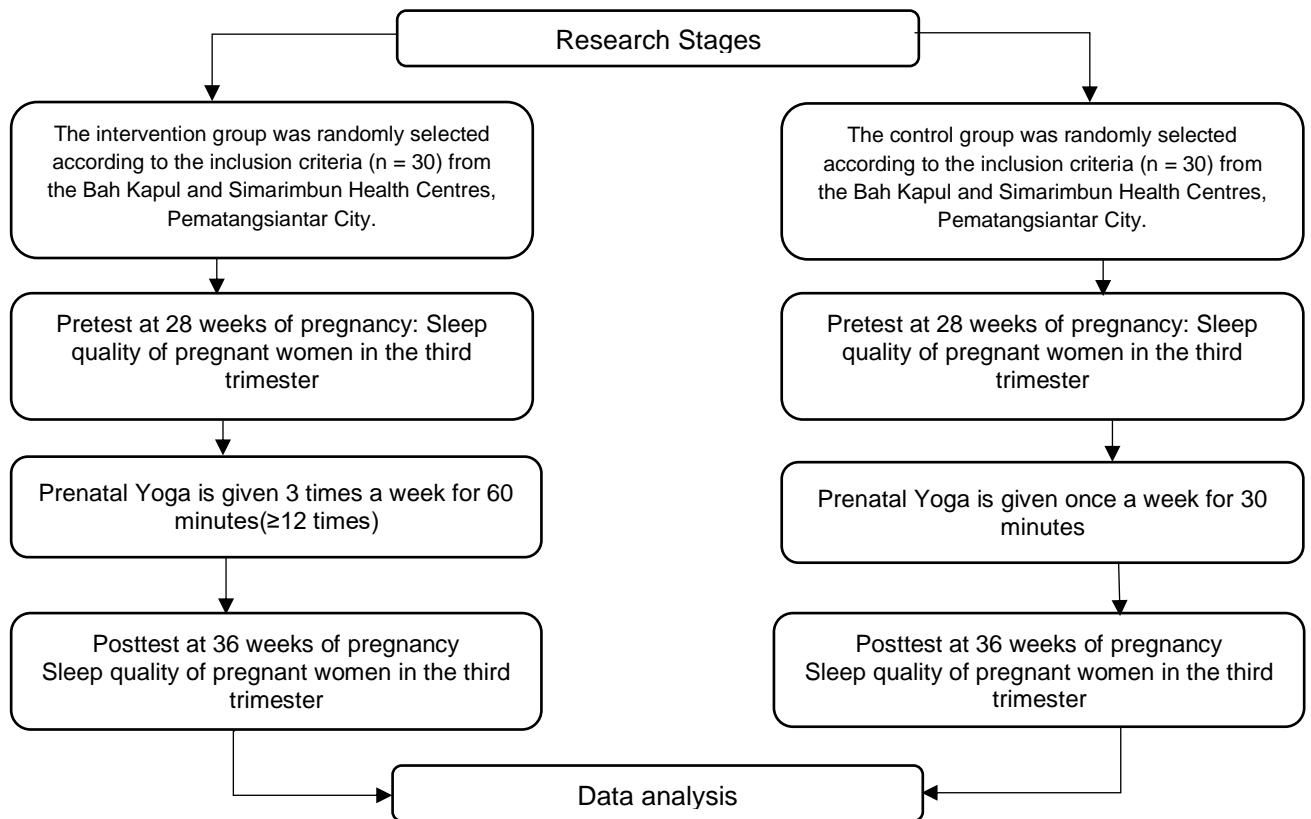 Research Stages
The intervention group was randomly selected
according to the inclusion criteria (n = 30) from
the Bah Kapul and Simarimbun Health Centres,
Pematangsiantar City.
The control group was randomly selected
according to the inclusion criteria (n = 30) from
the Bah Kapul and Simarimbun Health Centres,
Pematangsiantar City.
Pretest at 28 weeks of pregnancy: Sleep
quality of pregnant women in the third
trimester
Pretest at 28 weeks of pregnancy: Sleep
quality of pregnant women in the third
trimester
Prenatal Yoga is given 3 times a week for 60
minutes(≥12 times)
Prenatal Yoga is given once a week for 30
minutes
Posttest at 36 weeks of pregnancy
Sleep quality of pregnant women in the third
trimester
Posttest at 36 weeks of pregnancy
Sleep quality of pregnant women in the third
trimester
Data analysis